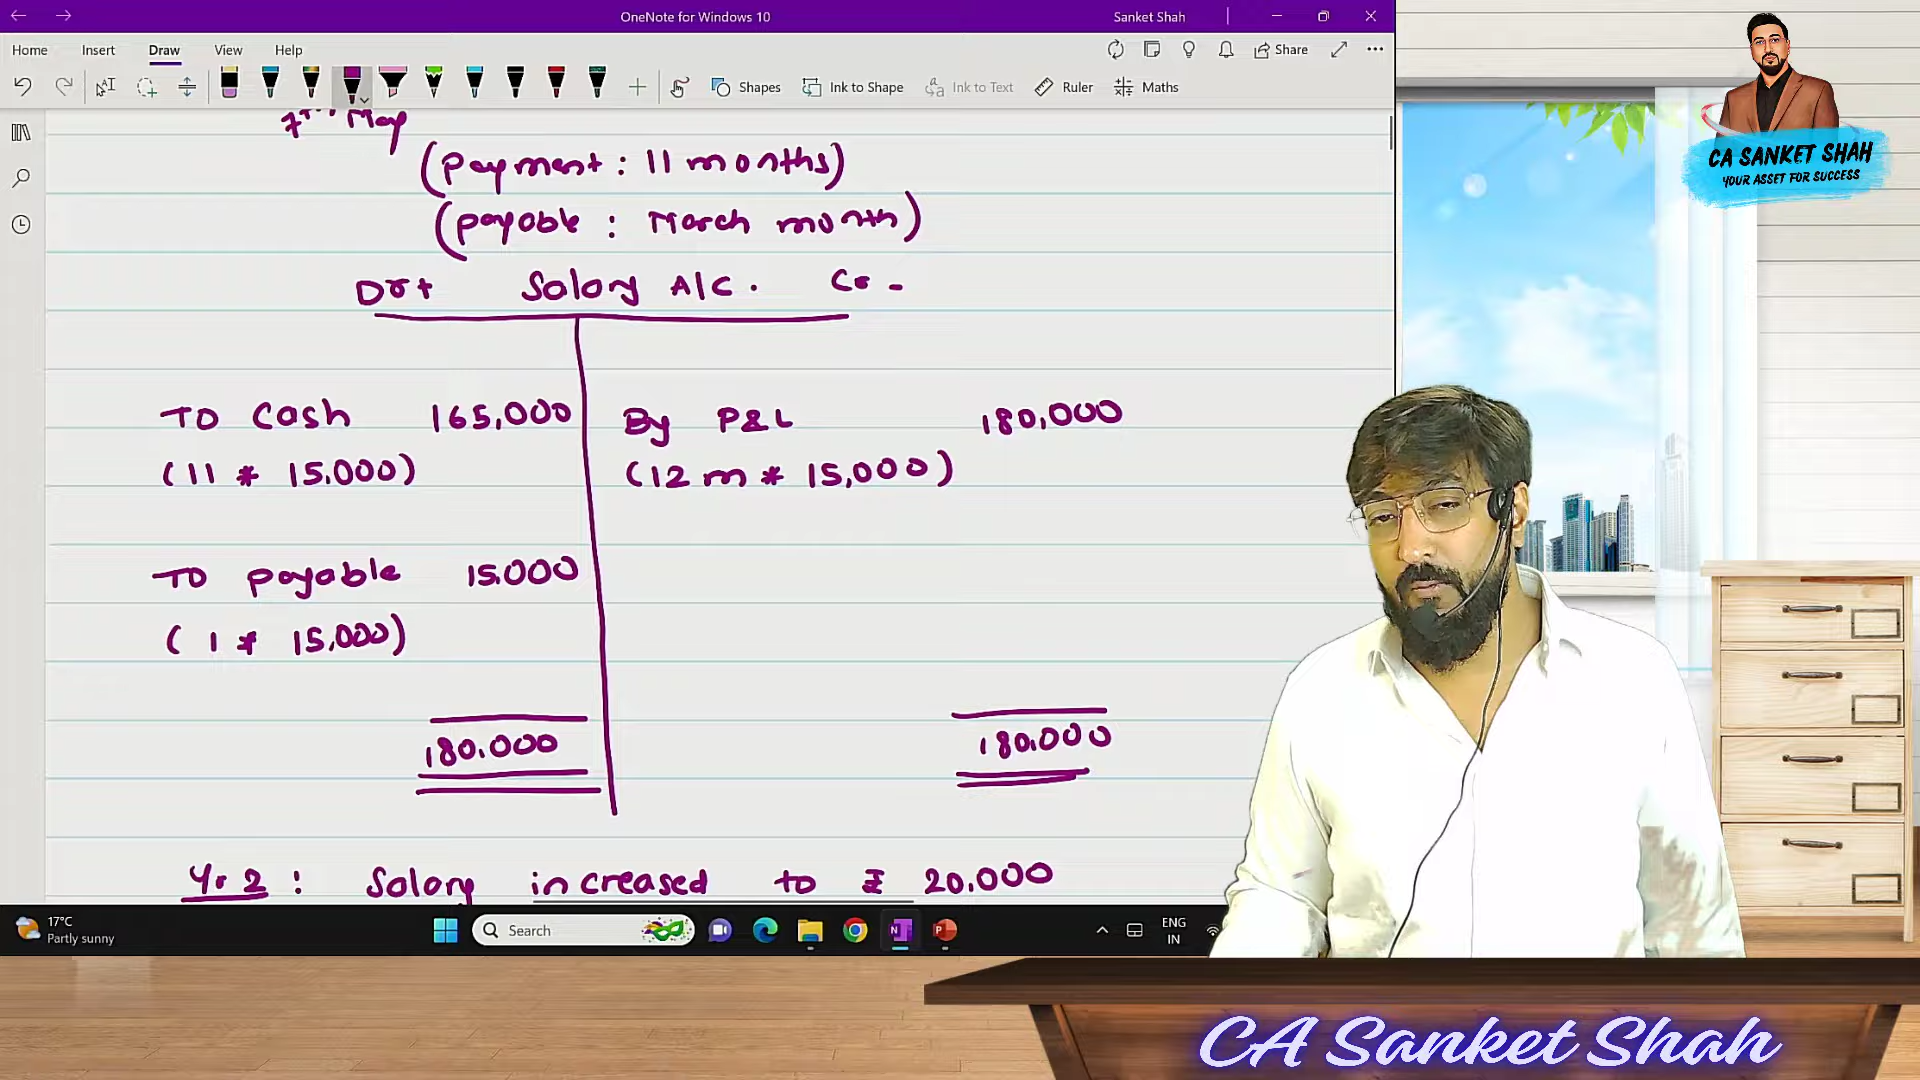 OneNote for Windows 10
Sanket Shah
Home Insert Draw View Help
Share
Shapes Ink to Shape Ink to Text Ruler Maths
7th May
(Payment : 11 months)
(payable : March month)
Drt Salary A/C. Cr -
TO Cash 165,000 By P&L 180,000
(11 * 15.000) (12 m * 15,000)
TO payable 15.000
( 1 * 15,000)
180.000 180.000
Yr 2 : Salary increased to ₹ 20.000
CA SANKET SHAH
YOUR ASSET FOR SUCCESS
17°C
Partly sunny
Search
ENG
IN
CA Sanket Shah